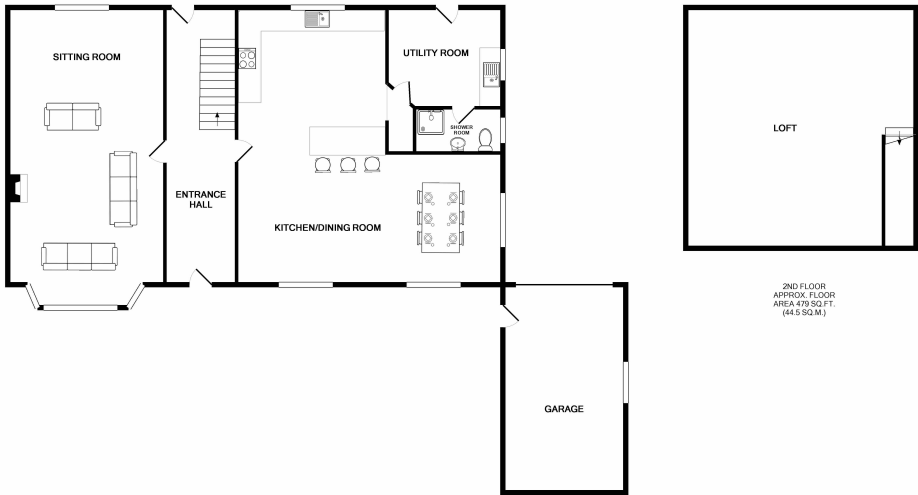 SITTING ROOM
UTILITY ROOM
SHOWER
ROOM
LOFT
ENTRANCE
HALL
KITCHEN/DINING ROOM
2ND FLOOR
APPROX. FLOOR
AREA 479 SQ.FT.
(44.5 SQ.M.)
GARAGE